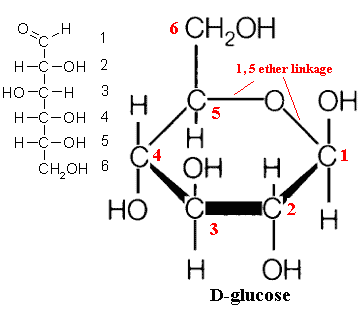 O H
C 1
H–C–OH 2
HO–C–H 3
H–C–OH 4
H–C–OH 5
CH₂OH 6
6 CH₂OH
1,5 ether linkage
H C 5 O OH
H
4 C OH H C 1
HO C 3 C 2 H
H OH
D-glucose